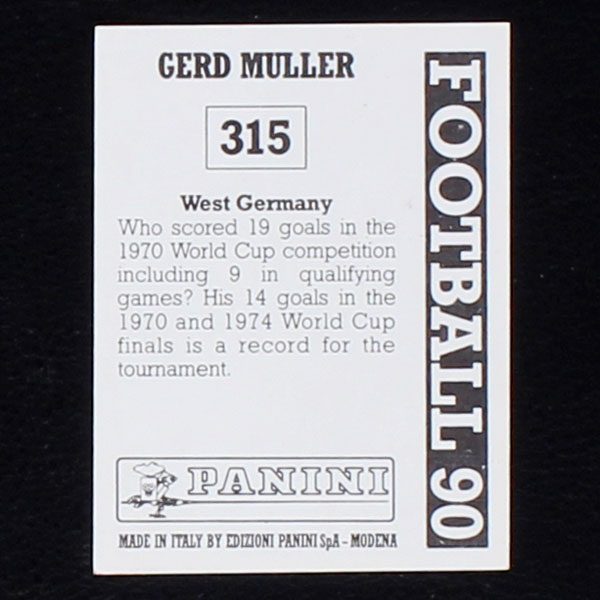 GERD MULLER
315
West Germany
Who scored 19 goals in the
1970 World Cup competition
including 9 in qualifying
games? His 14 goals in the
1970 and 1974 World Cup
finals is a record for the
tournament.
PANINI
MADE IN ITALY BY EDIZIONI PANINI SpA - MODENA
FOOTBALL 90